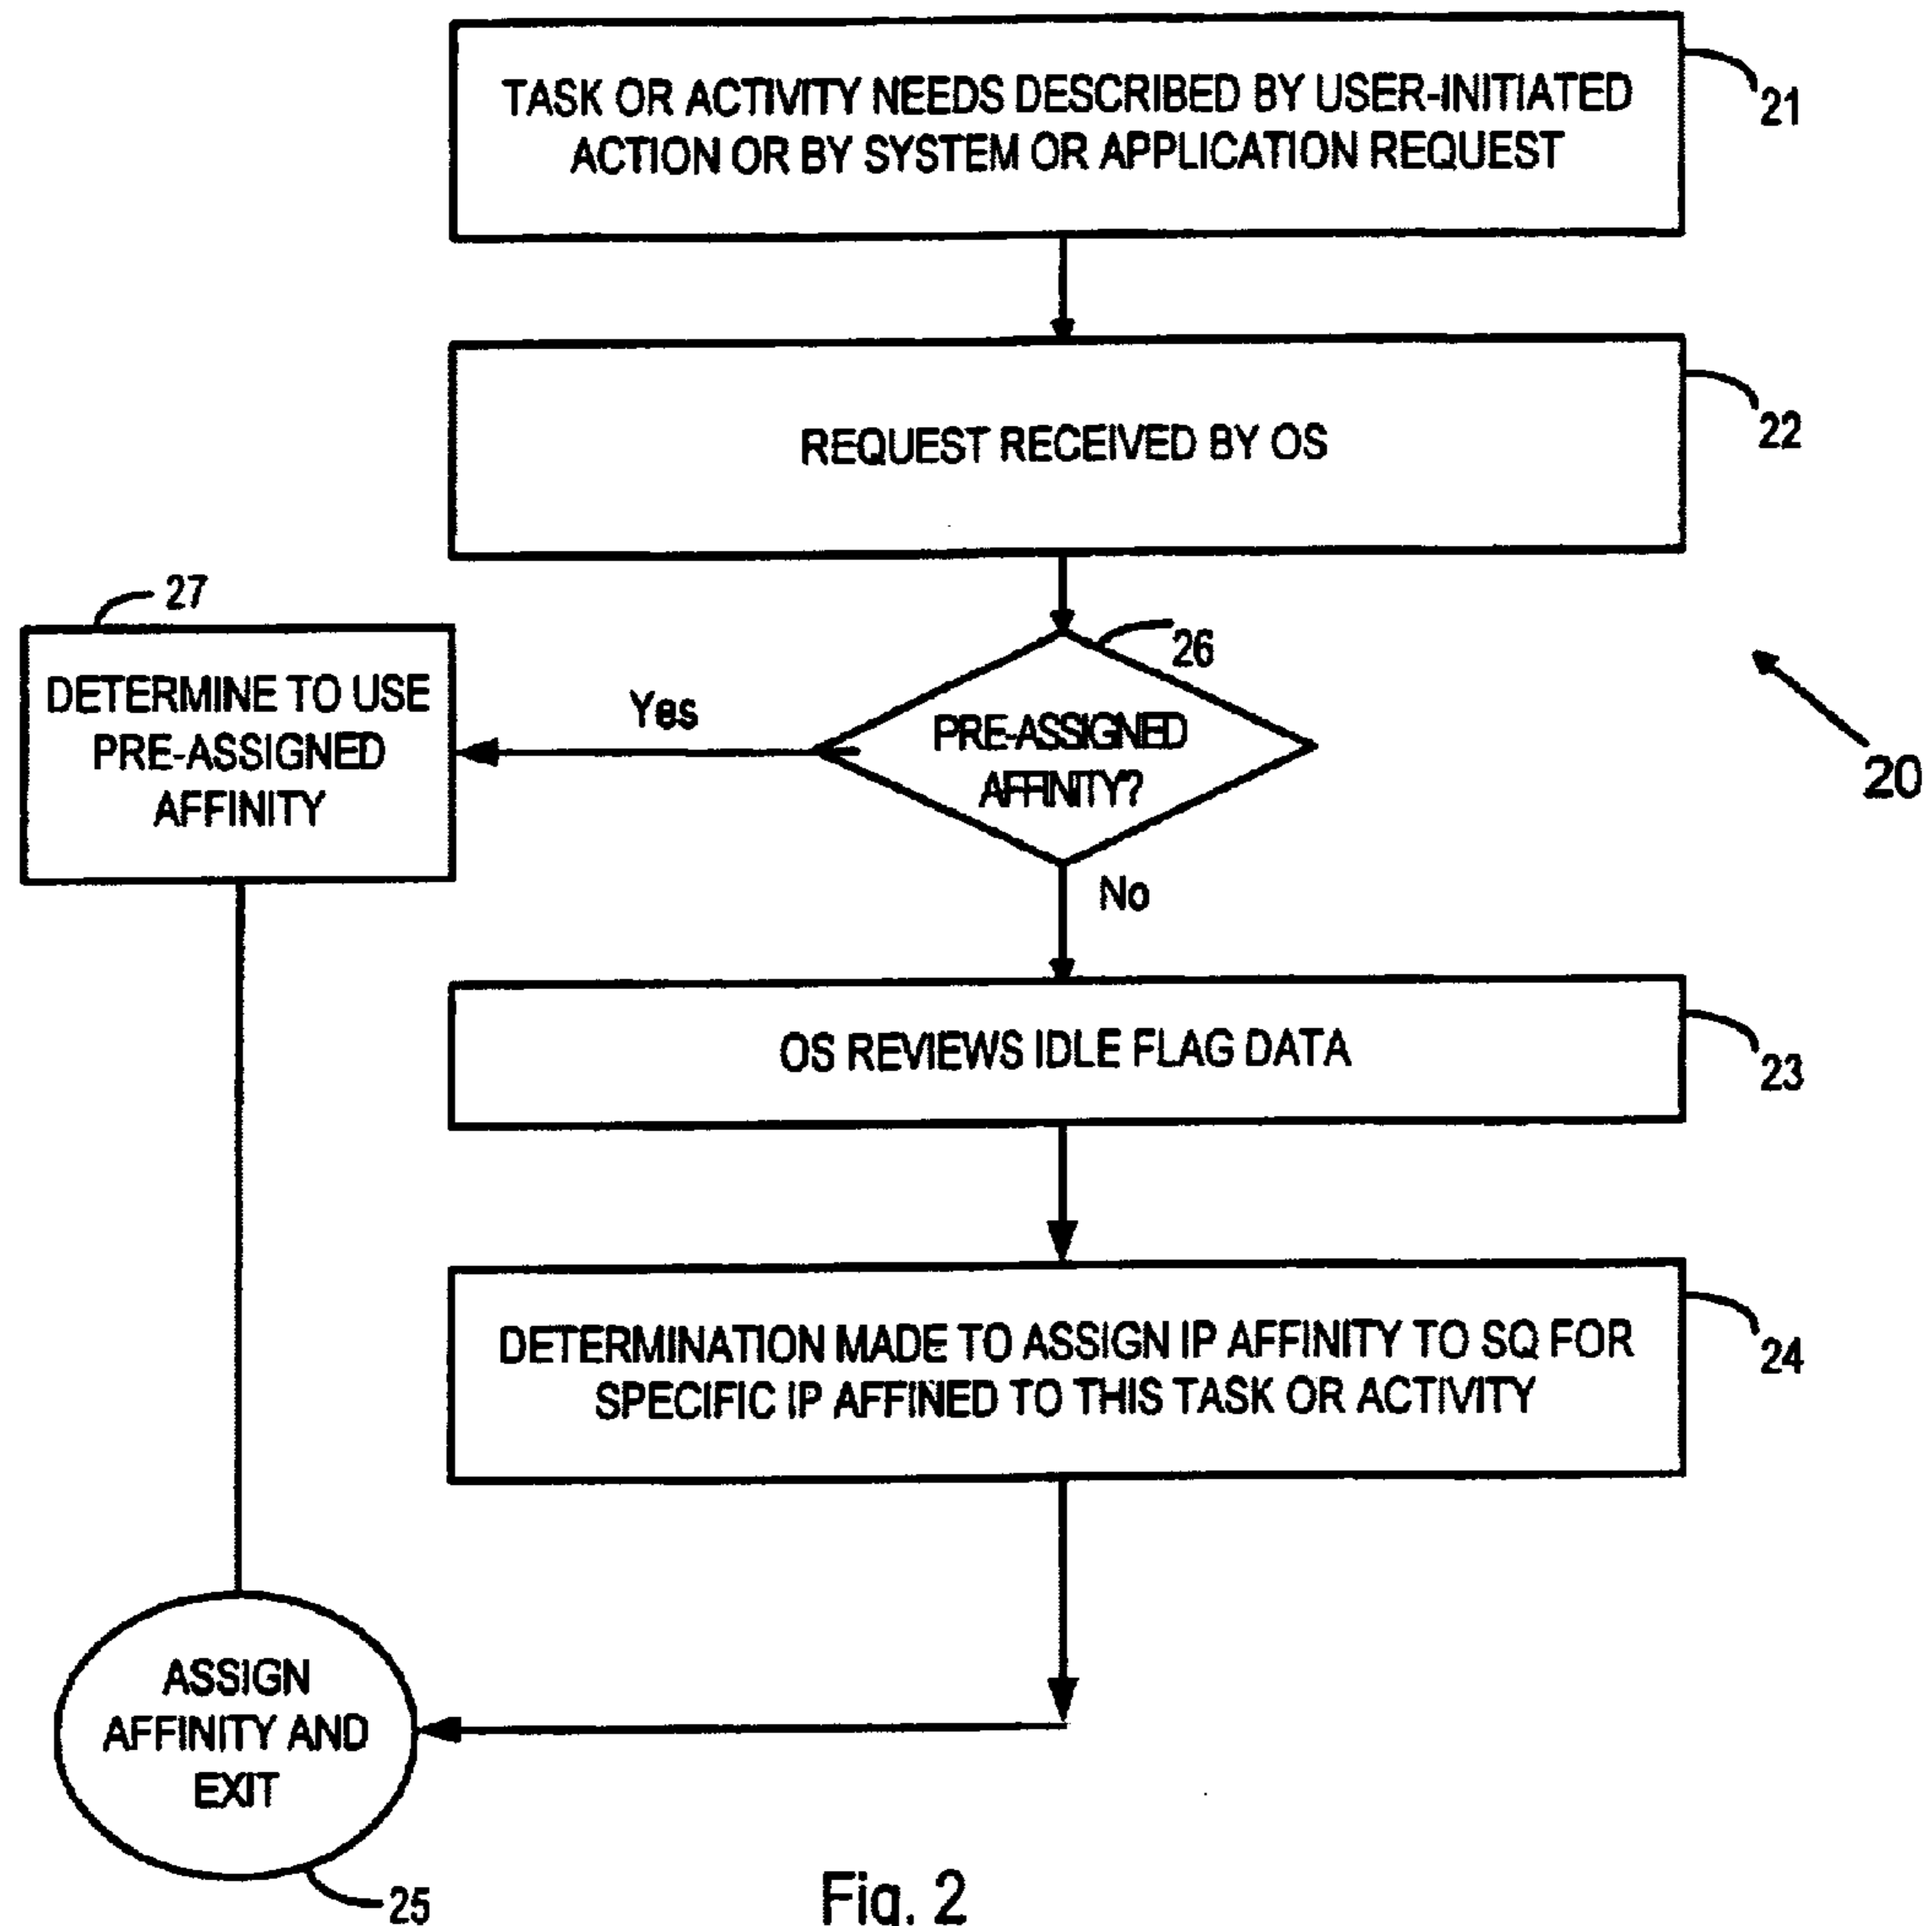 TASK OR ACTIVITY NEEDS DESCRIBED BY USER-INITIATED
ACTION OR BY SYSTEM OR APPLICATION REQUEST
21
REQUEST RECEIVED BY OS
22
27
DETERMINE TO USE
PRE-ASSIGNED
AFFINITY
Yes
26
PRE-ASSIGNED
AFFINITY?
20
No
OS REVIEWS IDLE FLAG DATA
23
DETERMINATION MADE TO ASSIGN IP AFFINITY TO SQ FOR
SPECIFIC IP AFFINED TO THIS TASK OR ACTIVITY
24
ASSIGN
AFFINITY AND
EXIT
25
Fig. 2